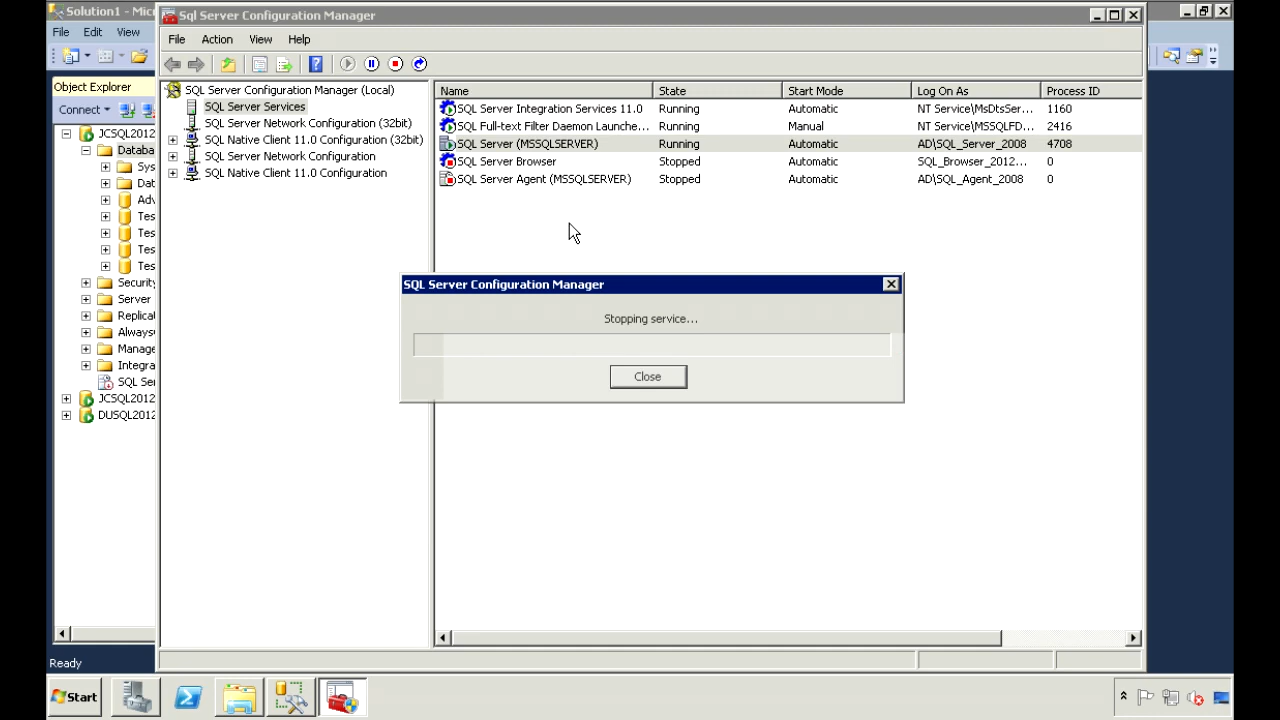 Solution1 - Mic
File Edit View
Object Explorer
Connect
JCSQL2012
Databa
Sys
Dat
Adv
Tes
Tes
Tes
Tes
Security
Server
Replicat
Always
Manage
Integra
SQL Ser
JCSQL2012
DUSQL2012
Ready
Sql Server Configuration Manager
File Action View Help
SQL Server Configuration Manager (Local)
SQL Server Services
SQL Server Network Configuration (32bit)
SQL Native Client 11.0 Configuration (32bit)
SQL Server Network Configuration
SQL Native Client 11.0 Configuration
Name State Start Mode Log On As Process ID
SQL Server Integration Services 11.0 Running Automatic NT Service\MsDtsSer... 1160
SQL Full-text Filter Daemon Launche... Running Manual NT Service\MSSQLFD... 2416
SQL Server (MSSQLSERVER) Running Automatic AD\SQL_Server_2008 4708
SQL Server Browser Stopped Automatic SQL_Browser_2012... 0
SQL Server Agent (MSSQLSERVER) Stopped Automatic AD\SQL_Agent_2008 0
SQL Server Configuration Manager
Stopping service...
Close
Start